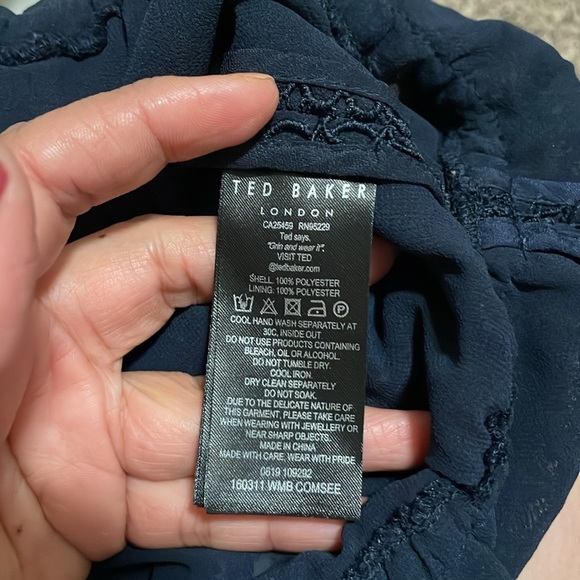 TED BAKER
LONDON
CA25459 RN95229
Ted says,
"Grin and wear it".
VISIT TED
@tedbaker.com
SHELL: 100% POLYESTER
LINING: 100% POLYESTER
COOL HAND WASH SEPARATELY AT
30C, INSIDE OUT
DO NOT USE PRODUCTS CONTAINING
BLEACH, OIL OR ALCOHOL.
DO NOT TUMBLE DRY.
COOL IRON.
DRY CLEAN SEPARATELY
DO NOT SOAK.
DUE TO THE DELICATE NATURE OF
THIS GARMENT, PLEASE TAKE CARE
WHEN WEARING WITH JEWELLERY OR
NEAR SHARP OBJECTS.
MADE IN CHINA
MADE WITH CARE, WEAR WITH PRIDE
0819 109292
160311 WMB COMSEE